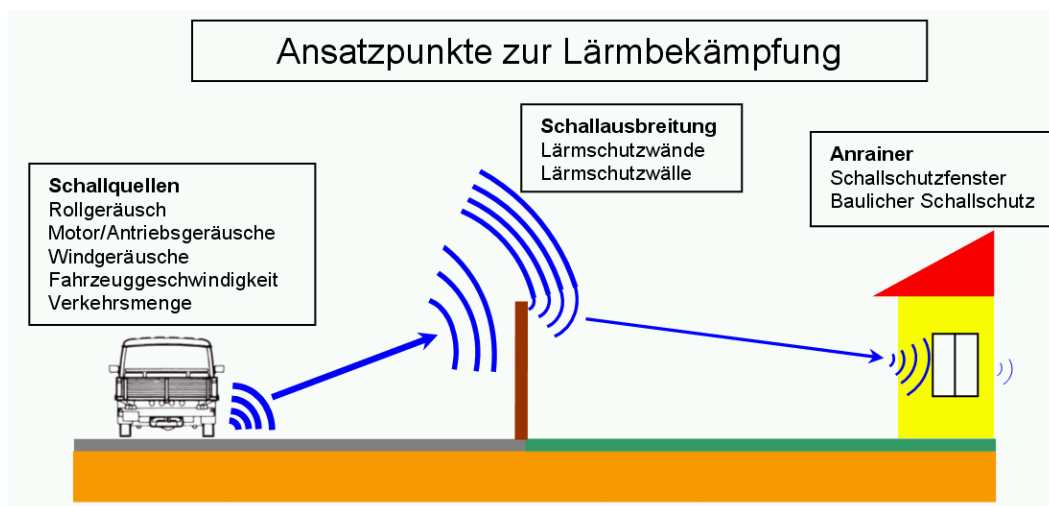 Ansatzpunkte zur Lärmbekämpfung
Schallquellen
Rollgeräusch
Motor/Antriebsgeräusche
Windgeräusche
Fahrzeuggeschwindigkeit
Verkehrsmenge
Schallausbreitung
Lärmschutzwände
Lärmschutzwälle
Anrainer
Schallschutzfenster
Baulicher Schallschutz